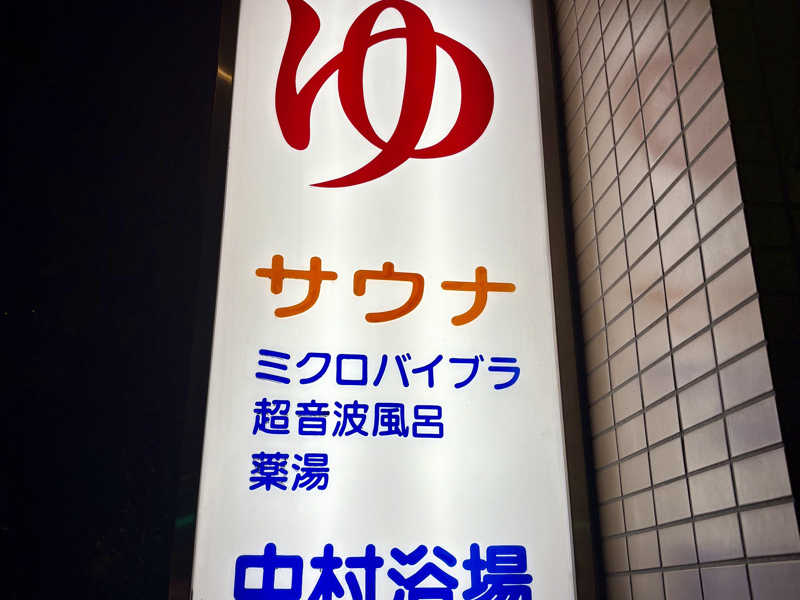 ゆ
サウナ
ミクロバイブラ
超音波風呂
薬湯
中村浴場